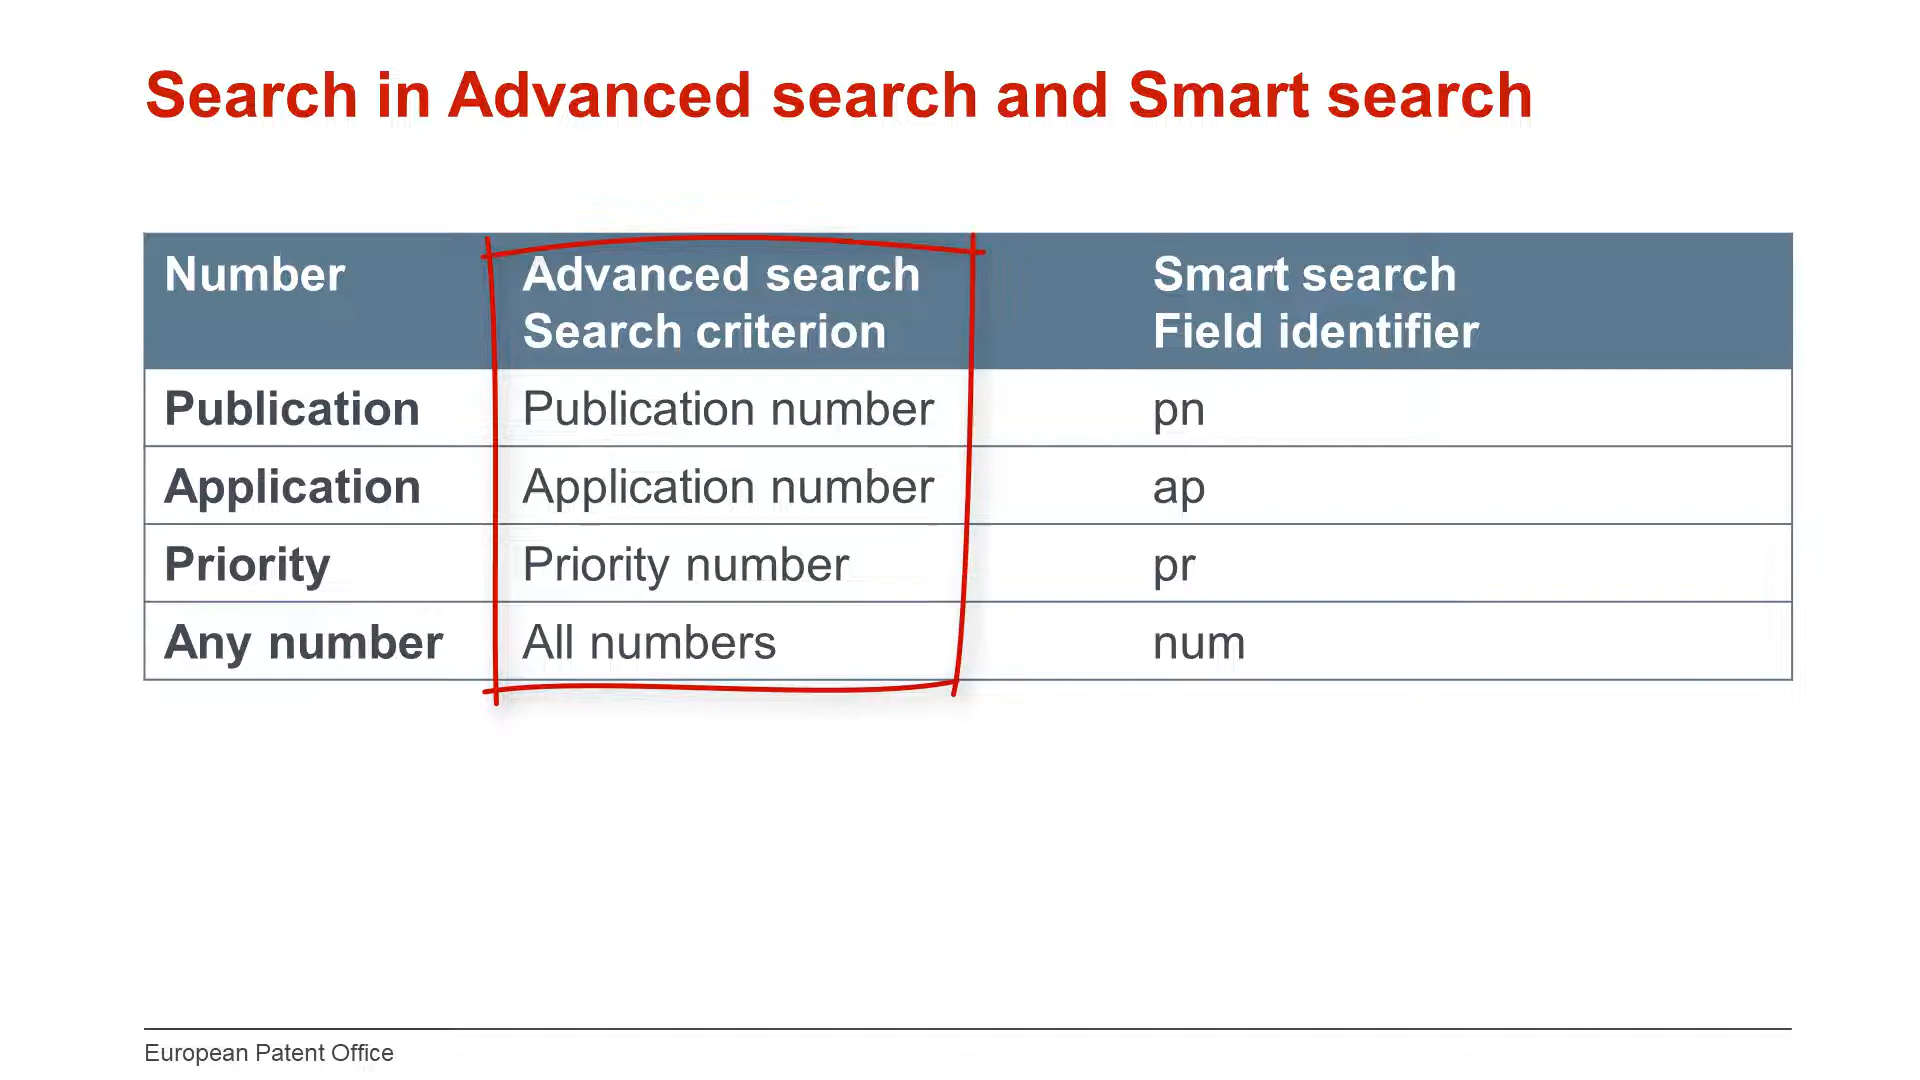 Search in Advanced search and Smart search
Number Advanced search Smart search
Search criterion Field identifier
Publication Publication number pn
Application Application number ap
Priority Priority number pr
Any number All numbers num
European Patent Office